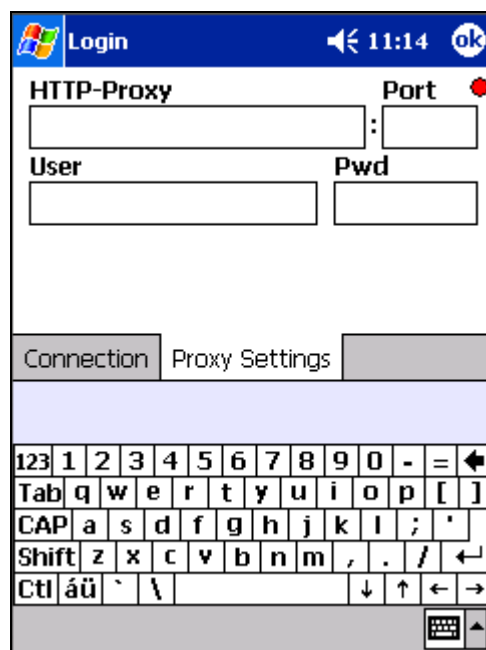 Login 11:14 ok
HTTP-Proxy Port
:
User Pwd
Connection Proxy Settings
123 1 2 3 4 5 6 7 8 9 0 - =
Tab q w e r t y u i o p [ ]
CAP a s d f g h j k l ; '
Shift z x c v b n m , . /
Ctl áü ` \ ↓ ↑ ← →